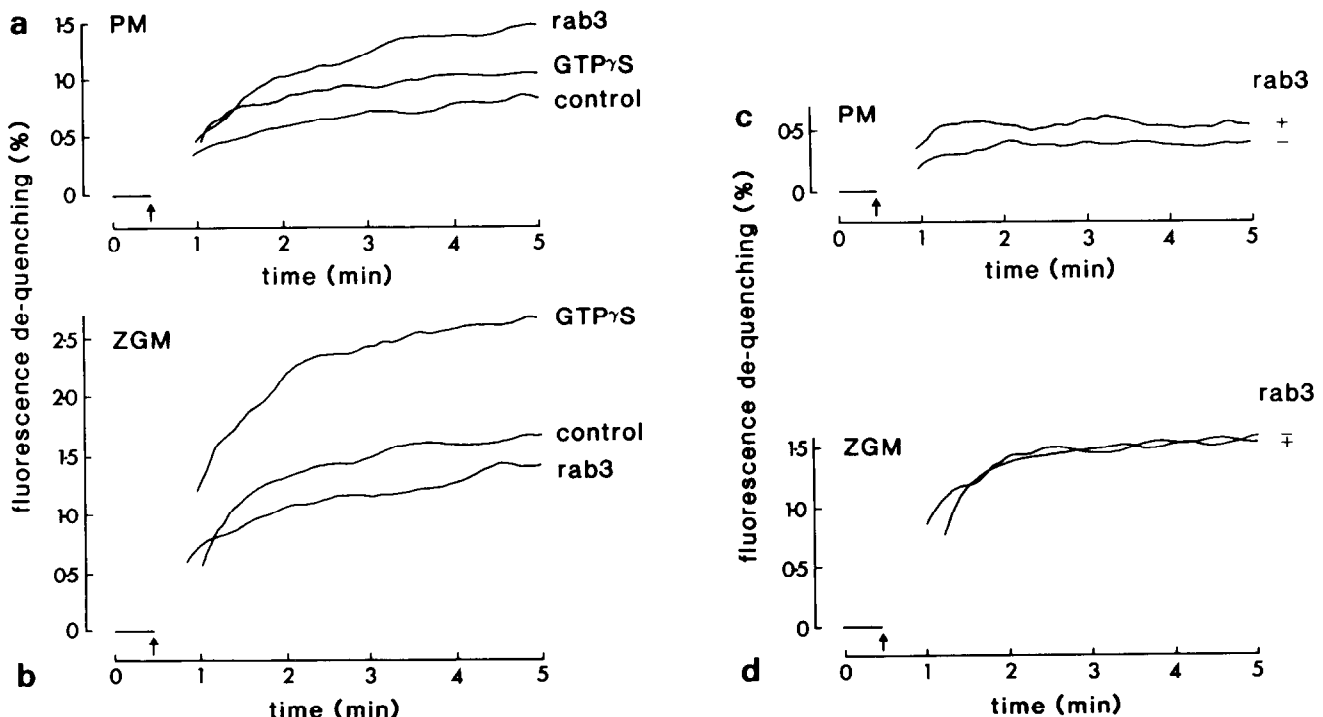 a
PM
1·5
1·0
0·5
0
rab3
GTPγS
control
0 1 2 3 4 5
time (min)
fluorescence de-quenching (%)
b
ZGM
2·5
2·0
1·5
1·0
0·5
0
GTPγS
control
rab3
0 1 2 3 4 5
time (min)
c
PM
0·5
0
rab3
+
−
0 1 2 3 4 5
time (min)
fluorescence de-quenching (%)
d
ZGM
1·5
1·0
0·5
0
rab3
−
+
0 1 2 3 4 5
time (min)